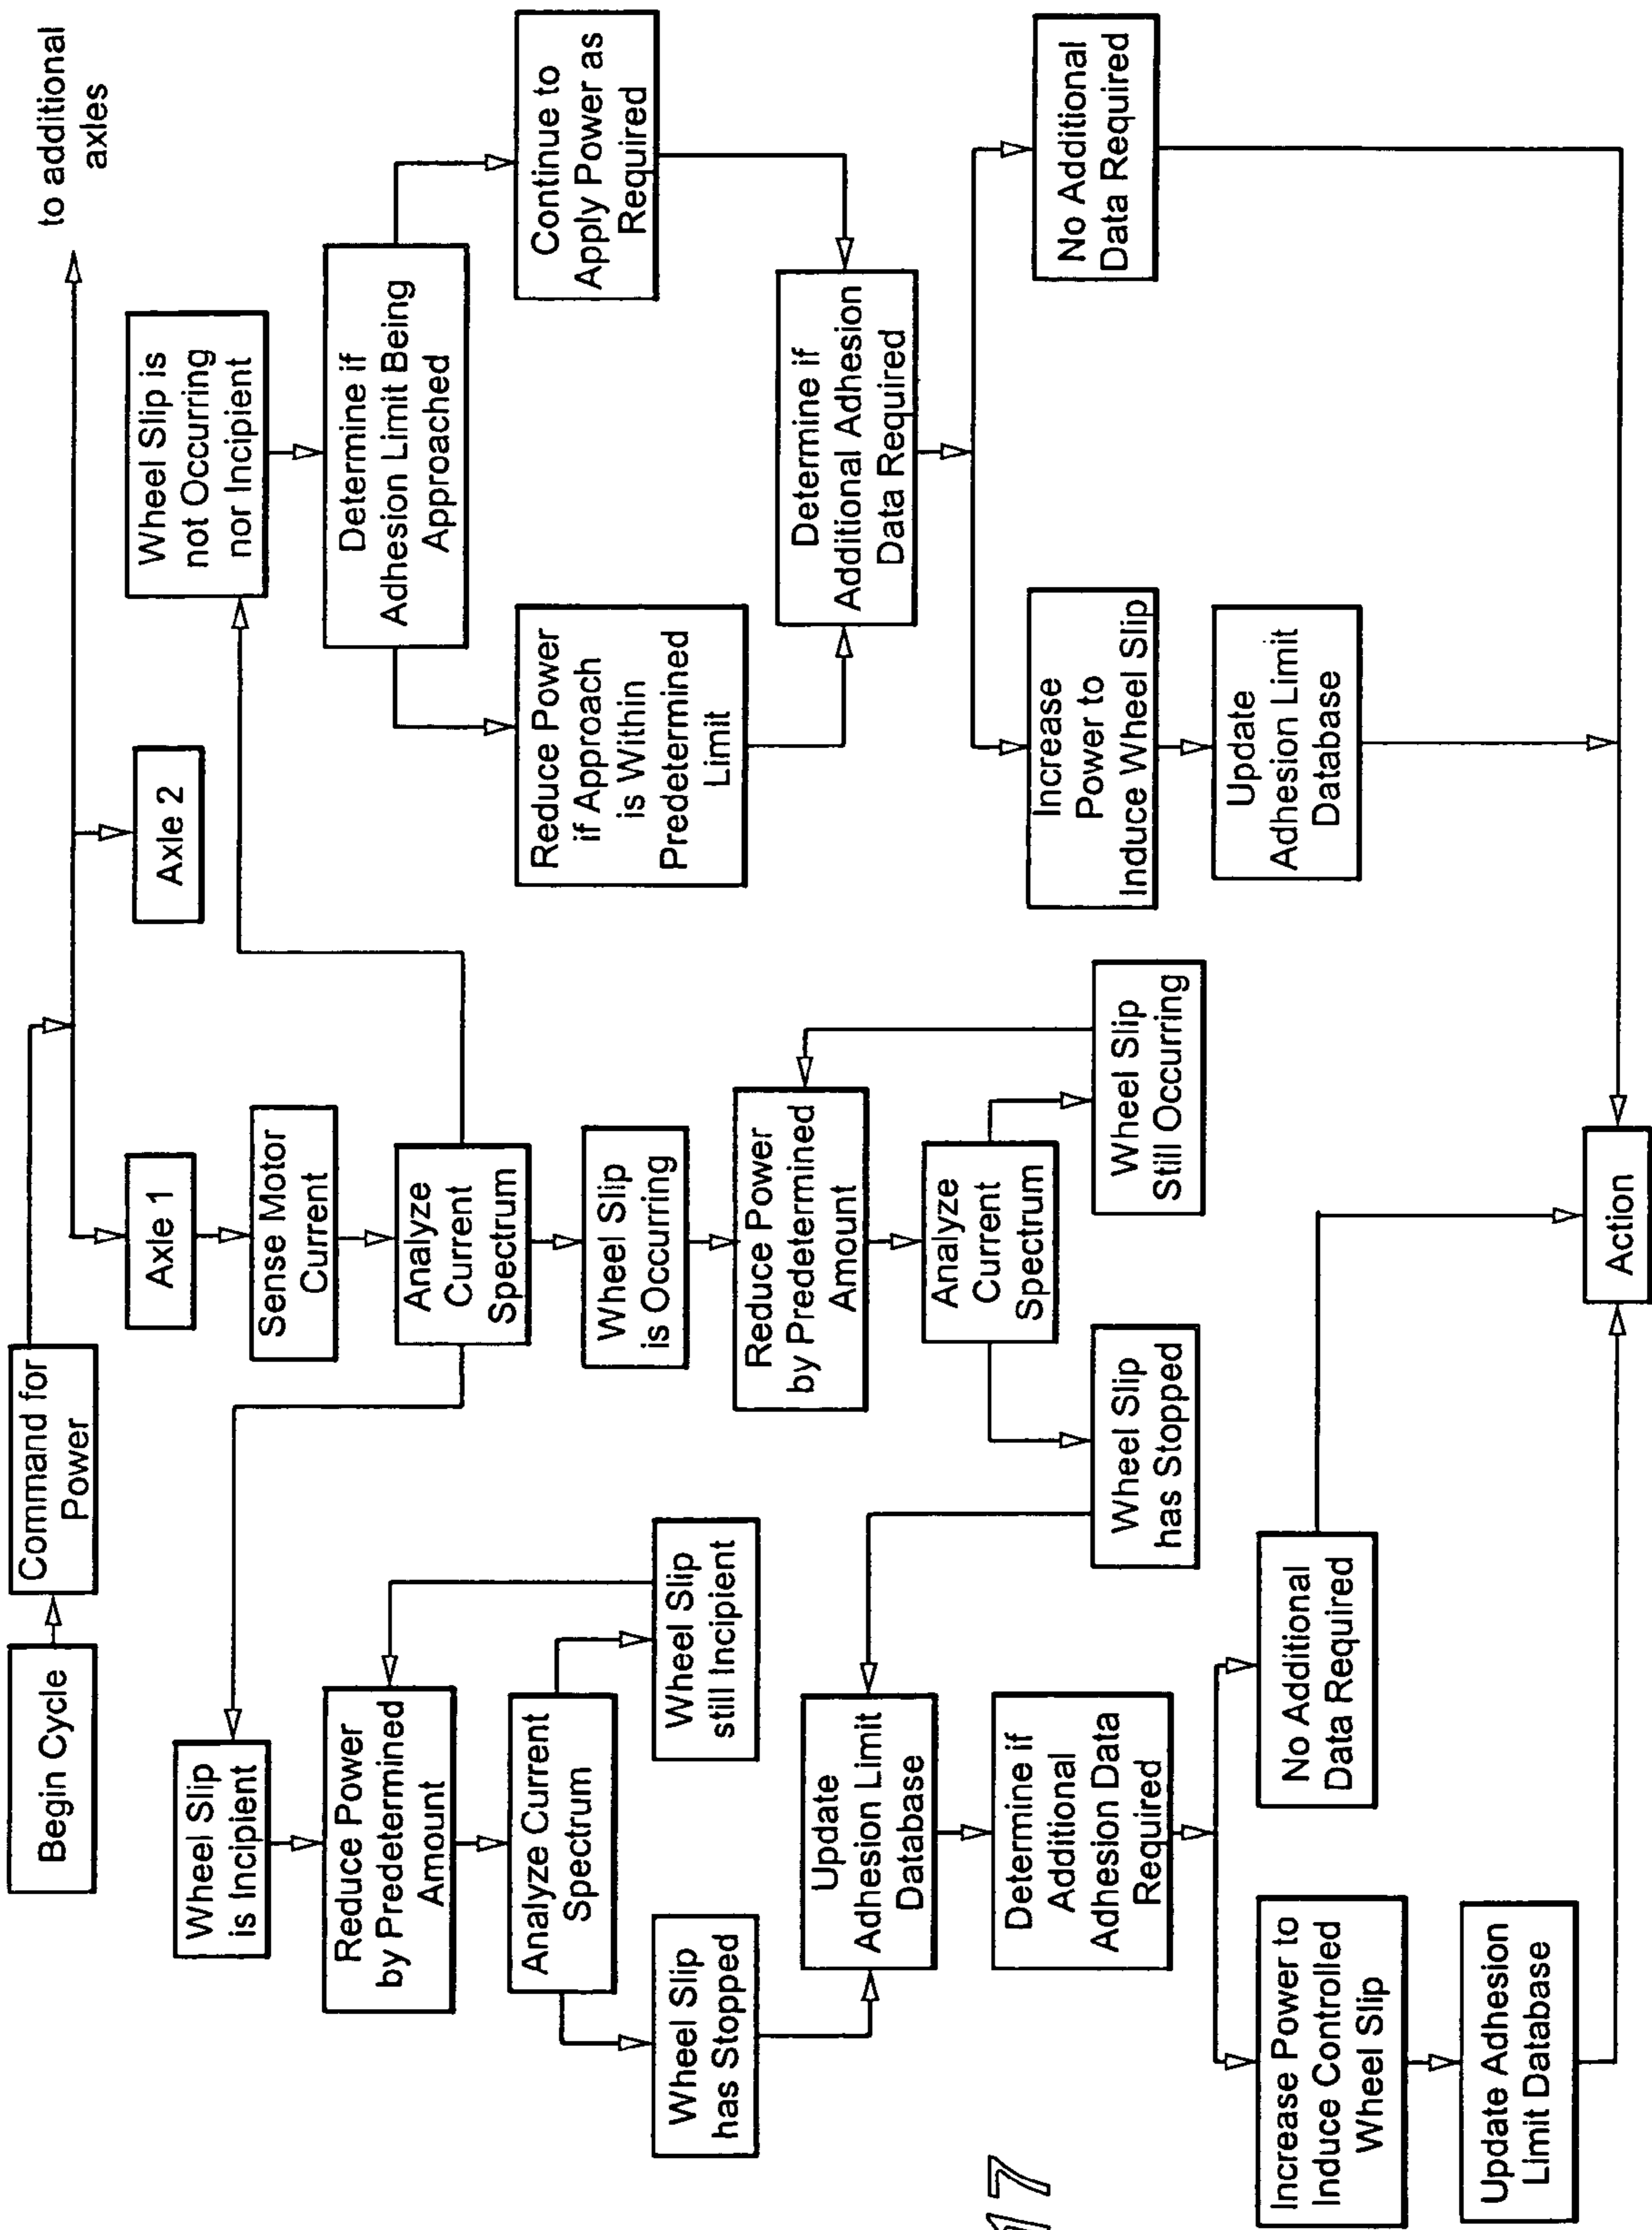 Begin Cycle
Command for
Power
to additional
axles
Axle 1
Axle 2
Sense Motor
Current
Analyze
Current
Spectrum
Wheel Slip
is Incipient
Reduce Power
by Predetermined
Amount
Analyze Current
Spectrum
Wheel Slip
has Stopped
Wheel Slip
still Incipient
Wheel Slip
is Occurring
Reduce Power
by Predetermined
Amount
Analyze
Current
Spectrum
Wheel Slip
has Stopped
Wheel Slip
Still Occurring
Update
Adhesion Limit
Database
Determine if
Additional
Adhesion Data
Required
Increase Power to
Induce Controlled
Wheel Slip
Update Adhesion
Limit Database
No Additional
Data Required
Wheel Slip is
not Occurring
nor Incipient
Determine if
Adhesion Limit Being
Approached
Reduce Power
if Approach
is Within
Predetermined
Limit
Continue to
Apply Power as
Required
Determine if
Additional Adhesion
Data Required
Increase
Power to
Induce Wheel Slip
Update
Adhesion Limit
Database
No Additional
Data Required
Action
17